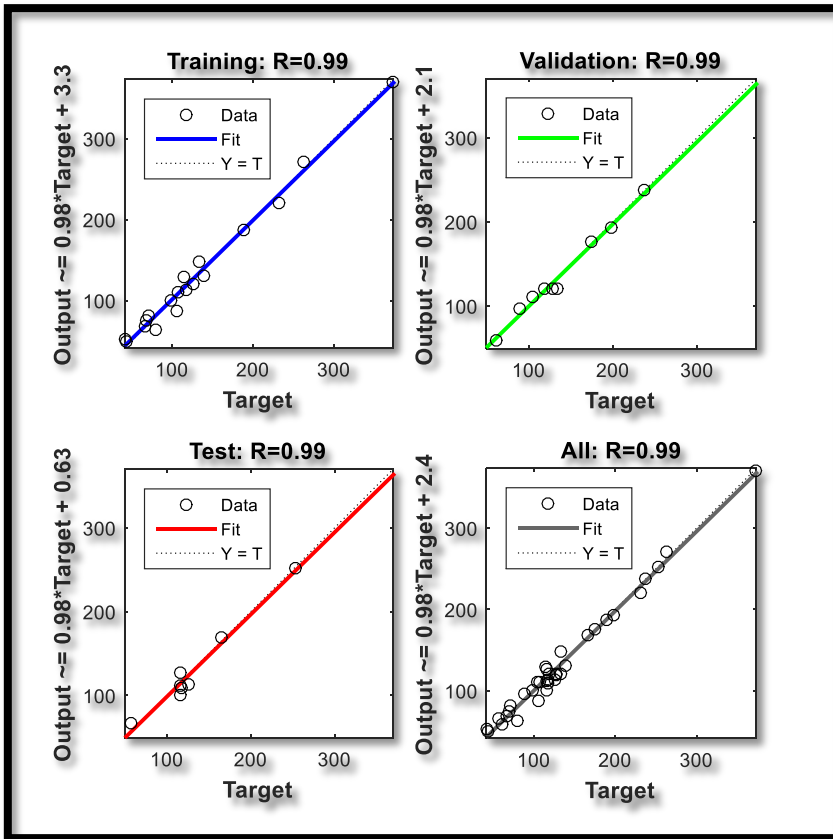 Training: R=0.99
Output ~= 0.98*Target + 3.3
Data
Fit
Y = T
300
200
100
100
200
300
Target
Validation: R=0.99
Output ~= 0.98*Target + 2.1
Data
Fit
Y = T
300
200
100
100
200
300
Target
Test: R=0.99
Output ~= 0.98*Target + 0.63
Data
Fit
Y = T
300
200
100
100
200
300
Target
All: R=0.99
Output ~= 0.98*Target + 2.4
Data
Fit
Y = T
300
200
100
100
200
300
Target